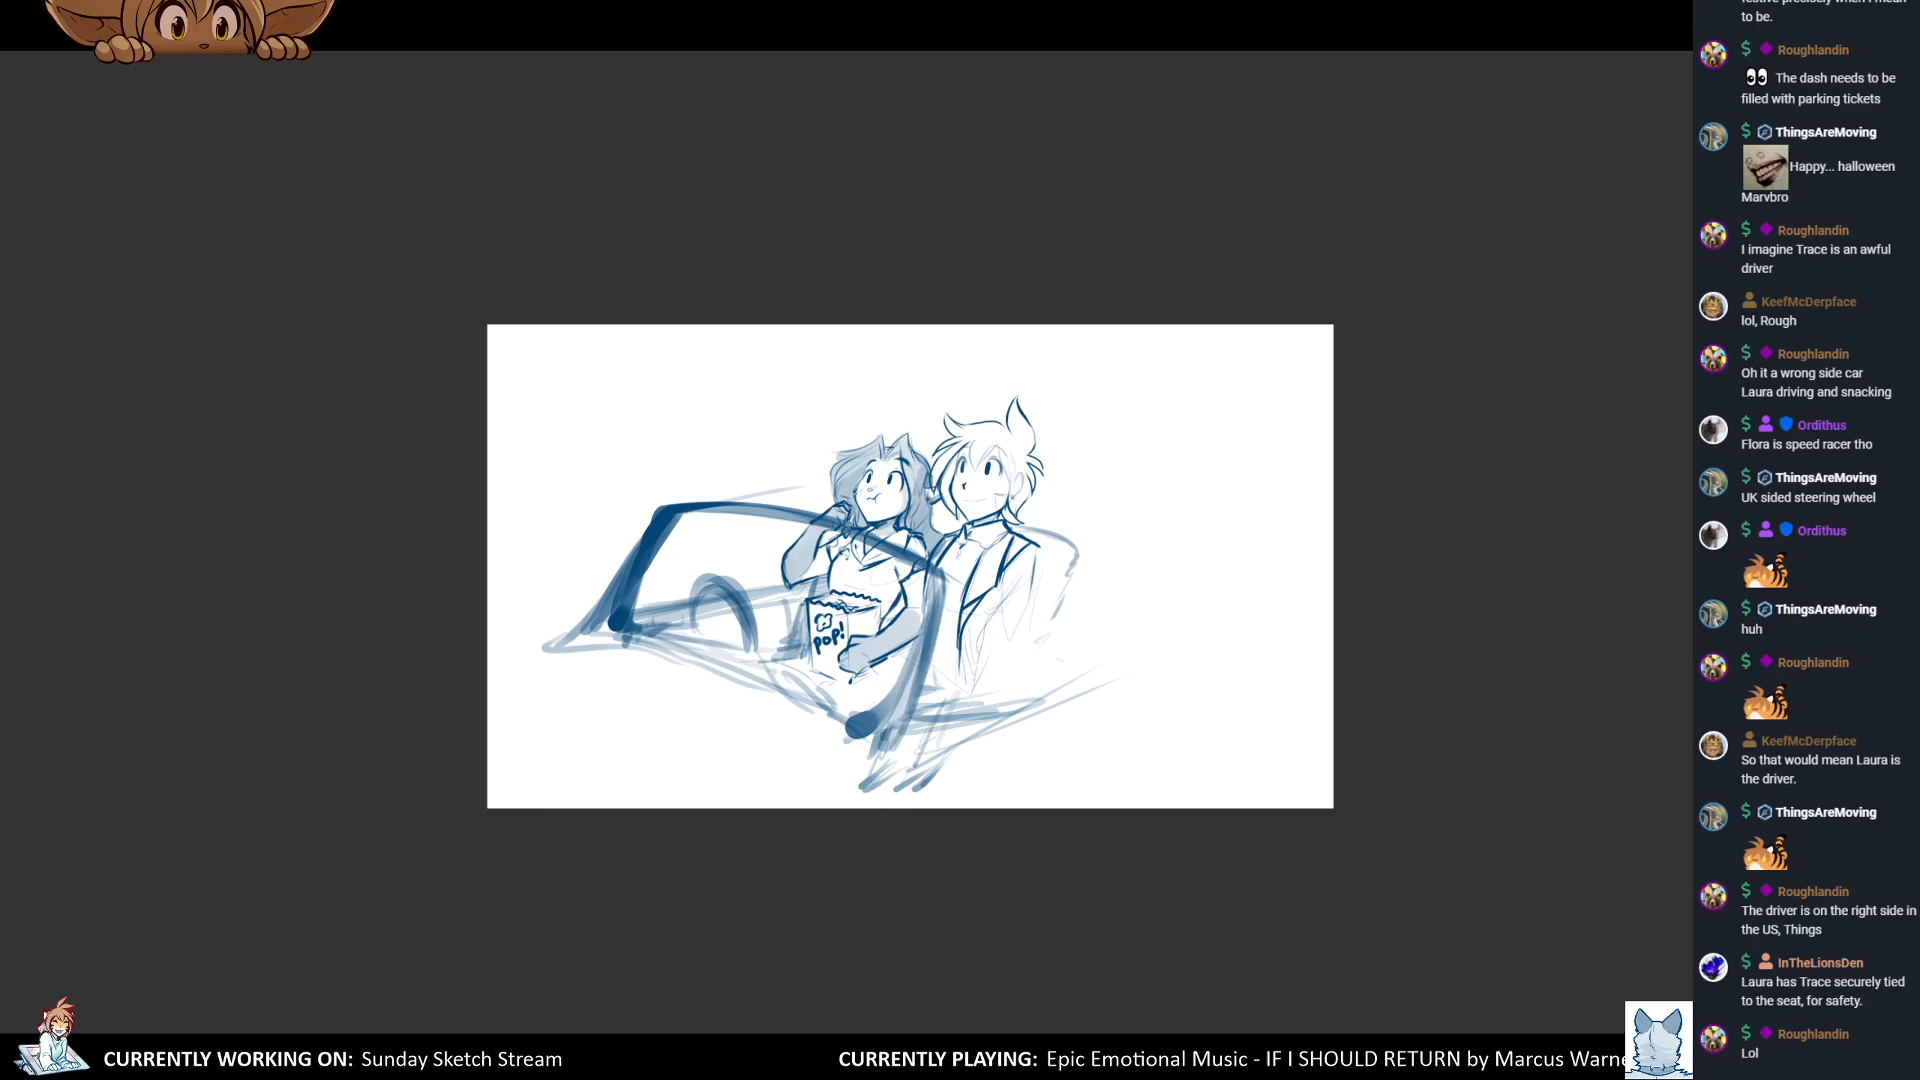 festive precisely when I mean
to be.
Roughlandin
The dash needs to be
filled with parking tickets
ThingsAreMoving
Happy... halloween
Marvbro
Roughlandin
I imagine Trace is an awful
driver
KeefMcDerpface
lol, Rough
Roughlandin
Oh it a wrong side car
Laura driving and snacking
Ordithus
Flora is speed racer tho
ThingsAreMoving
UK sided steering wheel
Ordithus
ThingsAreMoving
huh
Roughlandin
KeefMcDerpface
So that would mean Laura is
the driver.
ThingsAreMoving
Roughlandin
The driver is on the right side in
the US, Things
InTheLionsDen
Laura has Trace securely tied
to the seat, for safety.
Roughlandin
Lol
pop!
CURRENTLY WORKING ON: Sunday Sketch Stream
CURRENTLY PLAYING: Epic Emotional Music - IF I SHOULD RETURN by Marcus Warne